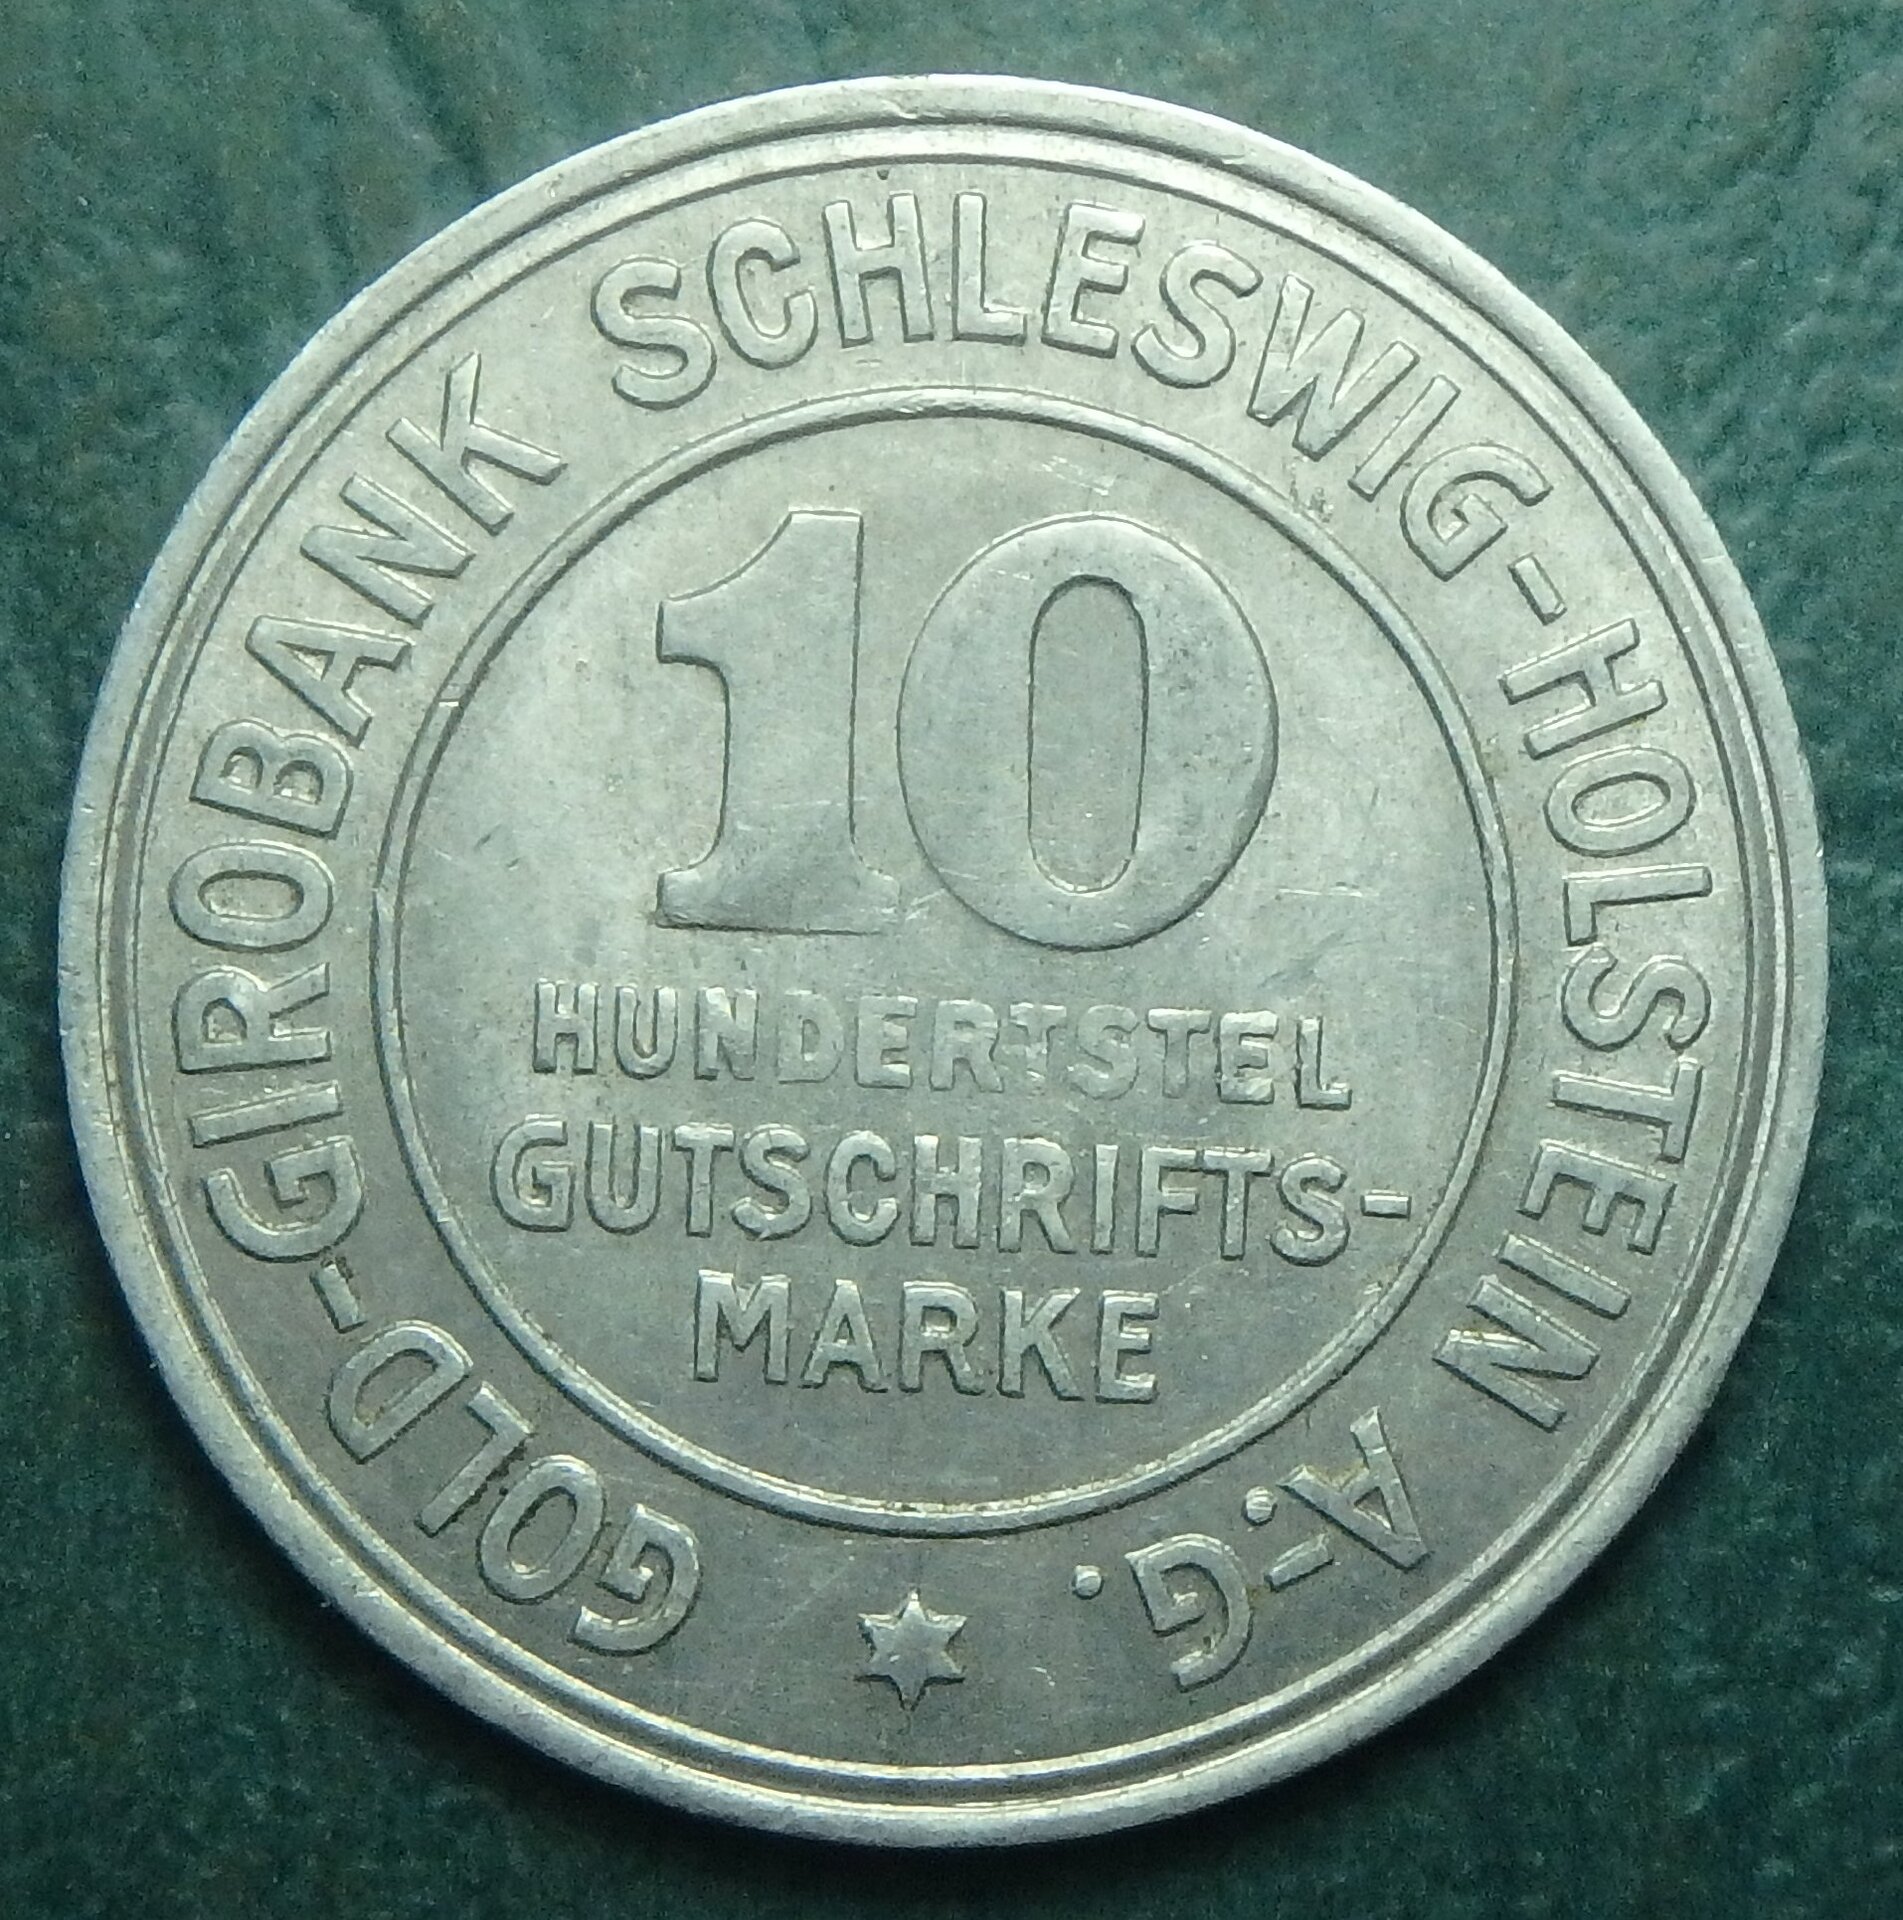 GOLD-GIROBANK SCHLESWIG-HOLSTEIN A.-G.
10
HUNDERTSTEL
GUTSCHRIFTS-
MARKE